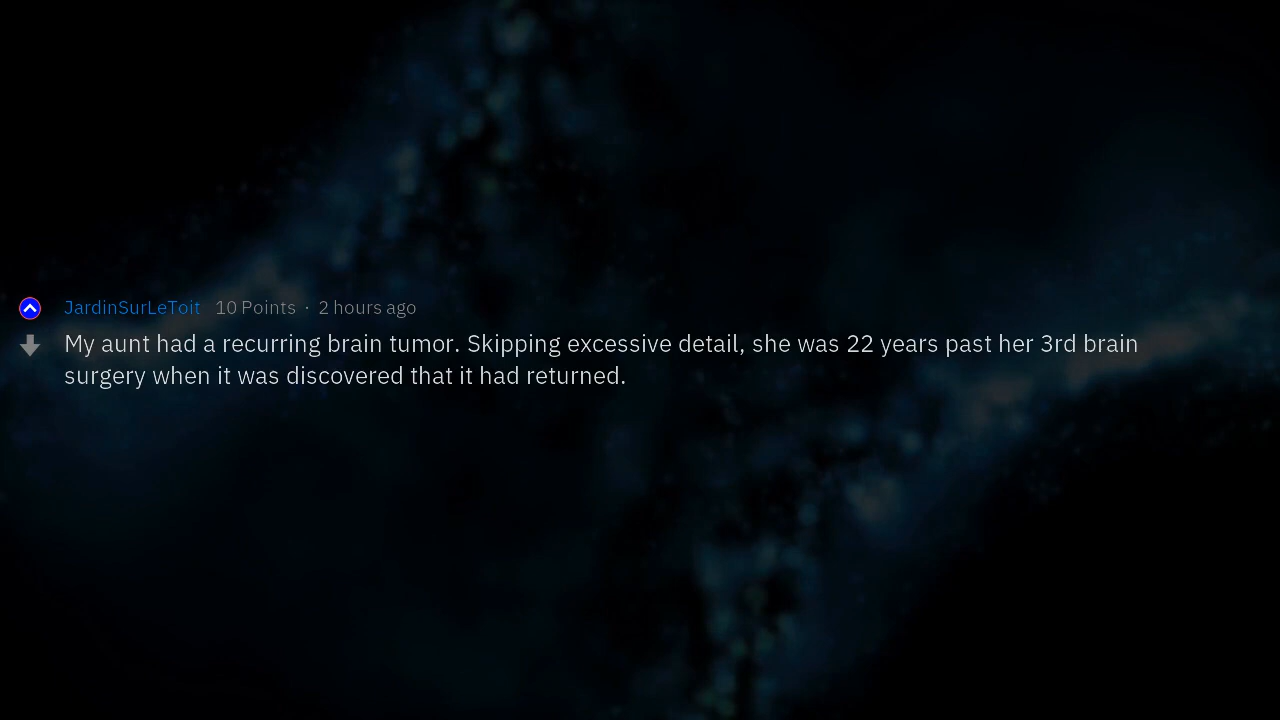 JardinSurLeToit 10 Points · 2 hours ago
My aunt had a recurring brain tumor. Skipping excessive detail, she was 22 years past her 3rd brain
surgery when it was discovered that it had returned.